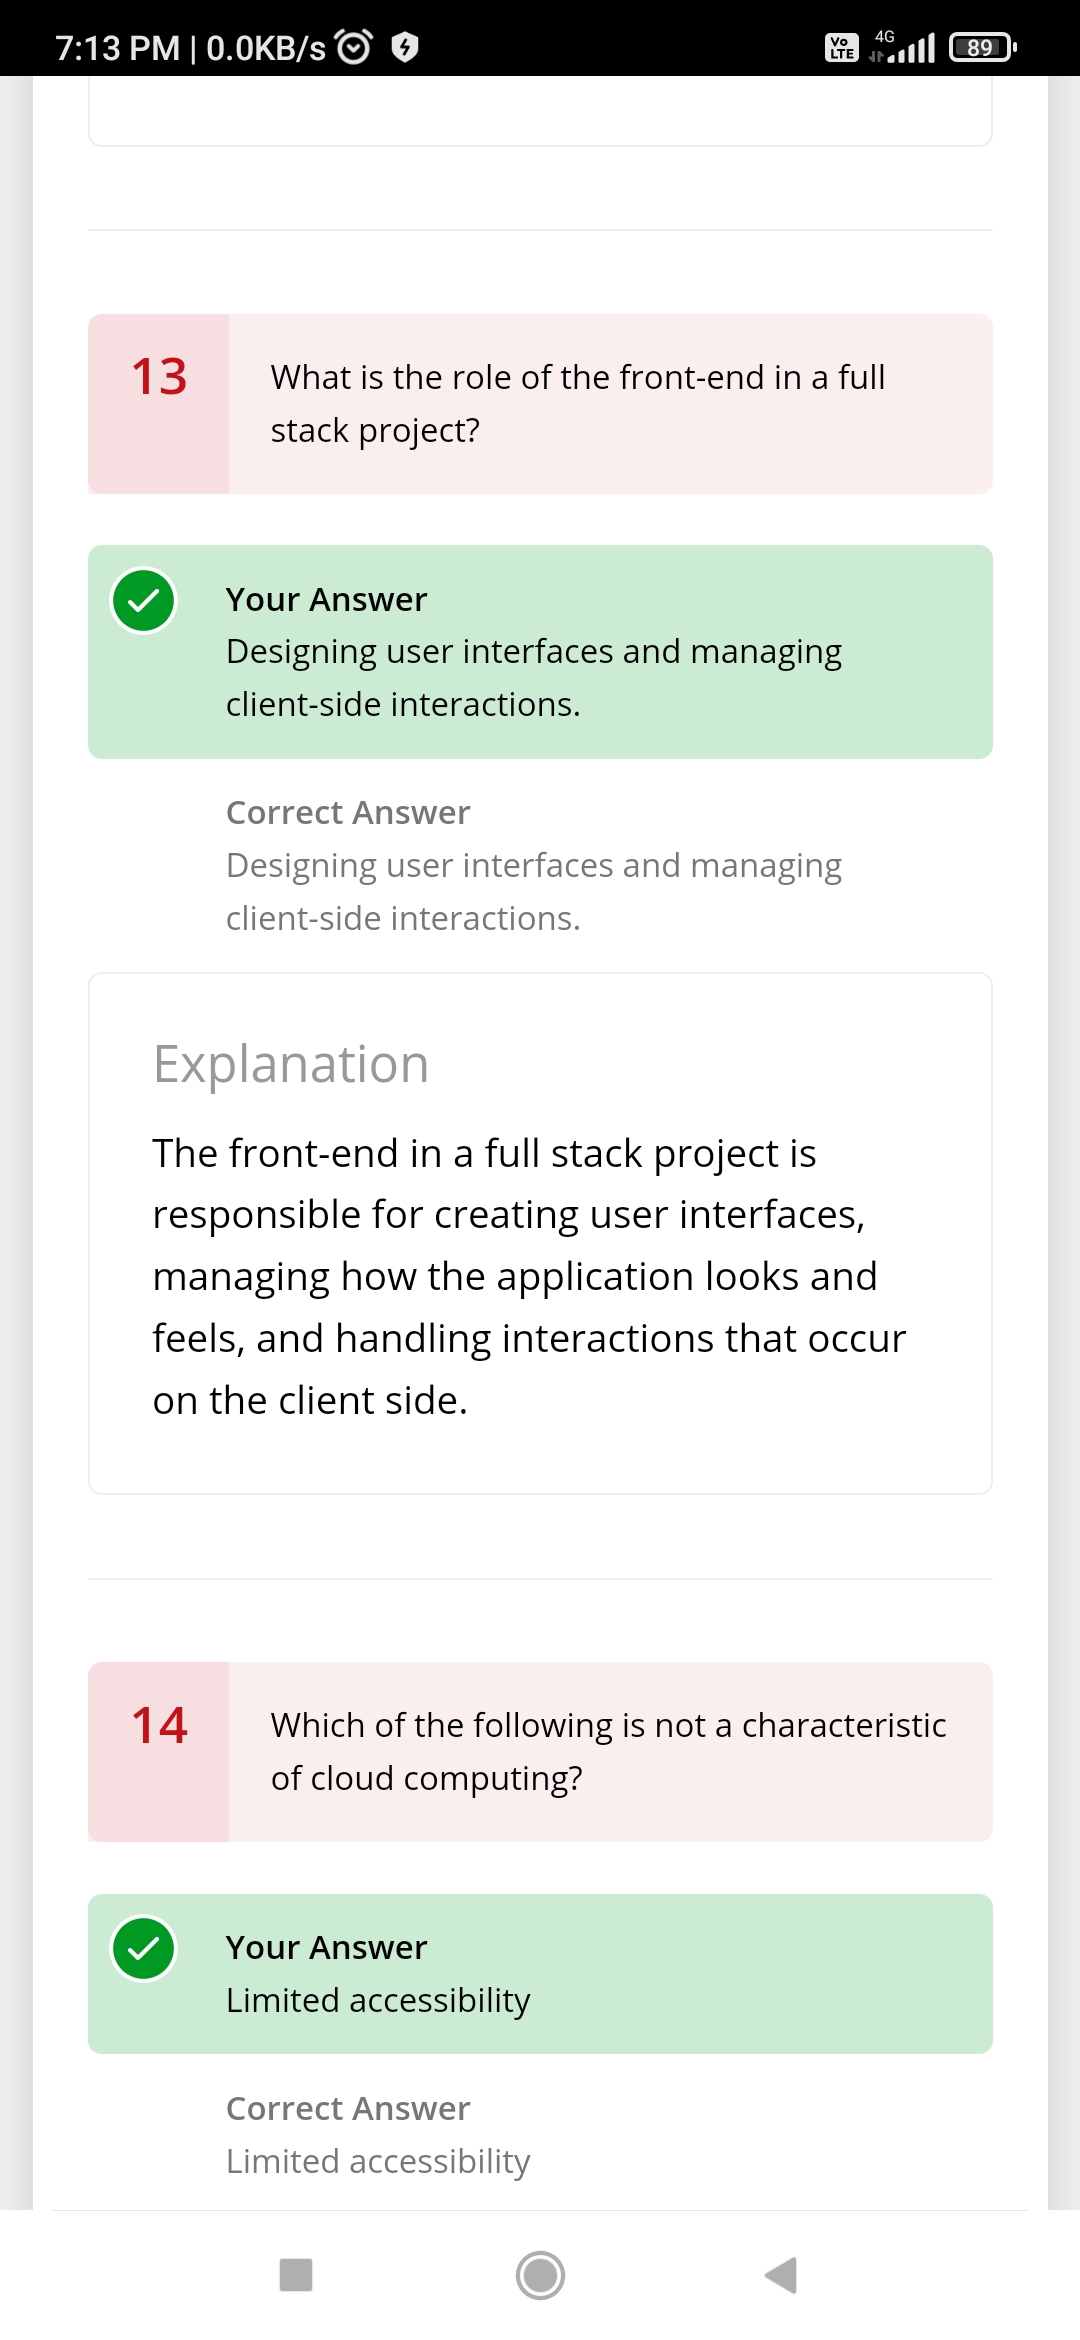 7:13 PM | 0.0KB/s
Vo LTE 4G 89
13
What is the role of the front-end in a full
stack project?
Your Answer
Designing user interfaces and managing
client-side interactions.
Correct Answer
Designing user interfaces and managing
client-side interactions.
Explanation
The front-end in a full stack project is
responsible for creating user interfaces,
managing how the application looks and
feels, and handling interactions that occur
on the client side.
14
Which of the following is not a characteristic
of cloud computing?
Your Answer
Limited accessibility
Correct Answer
Limited accessibility